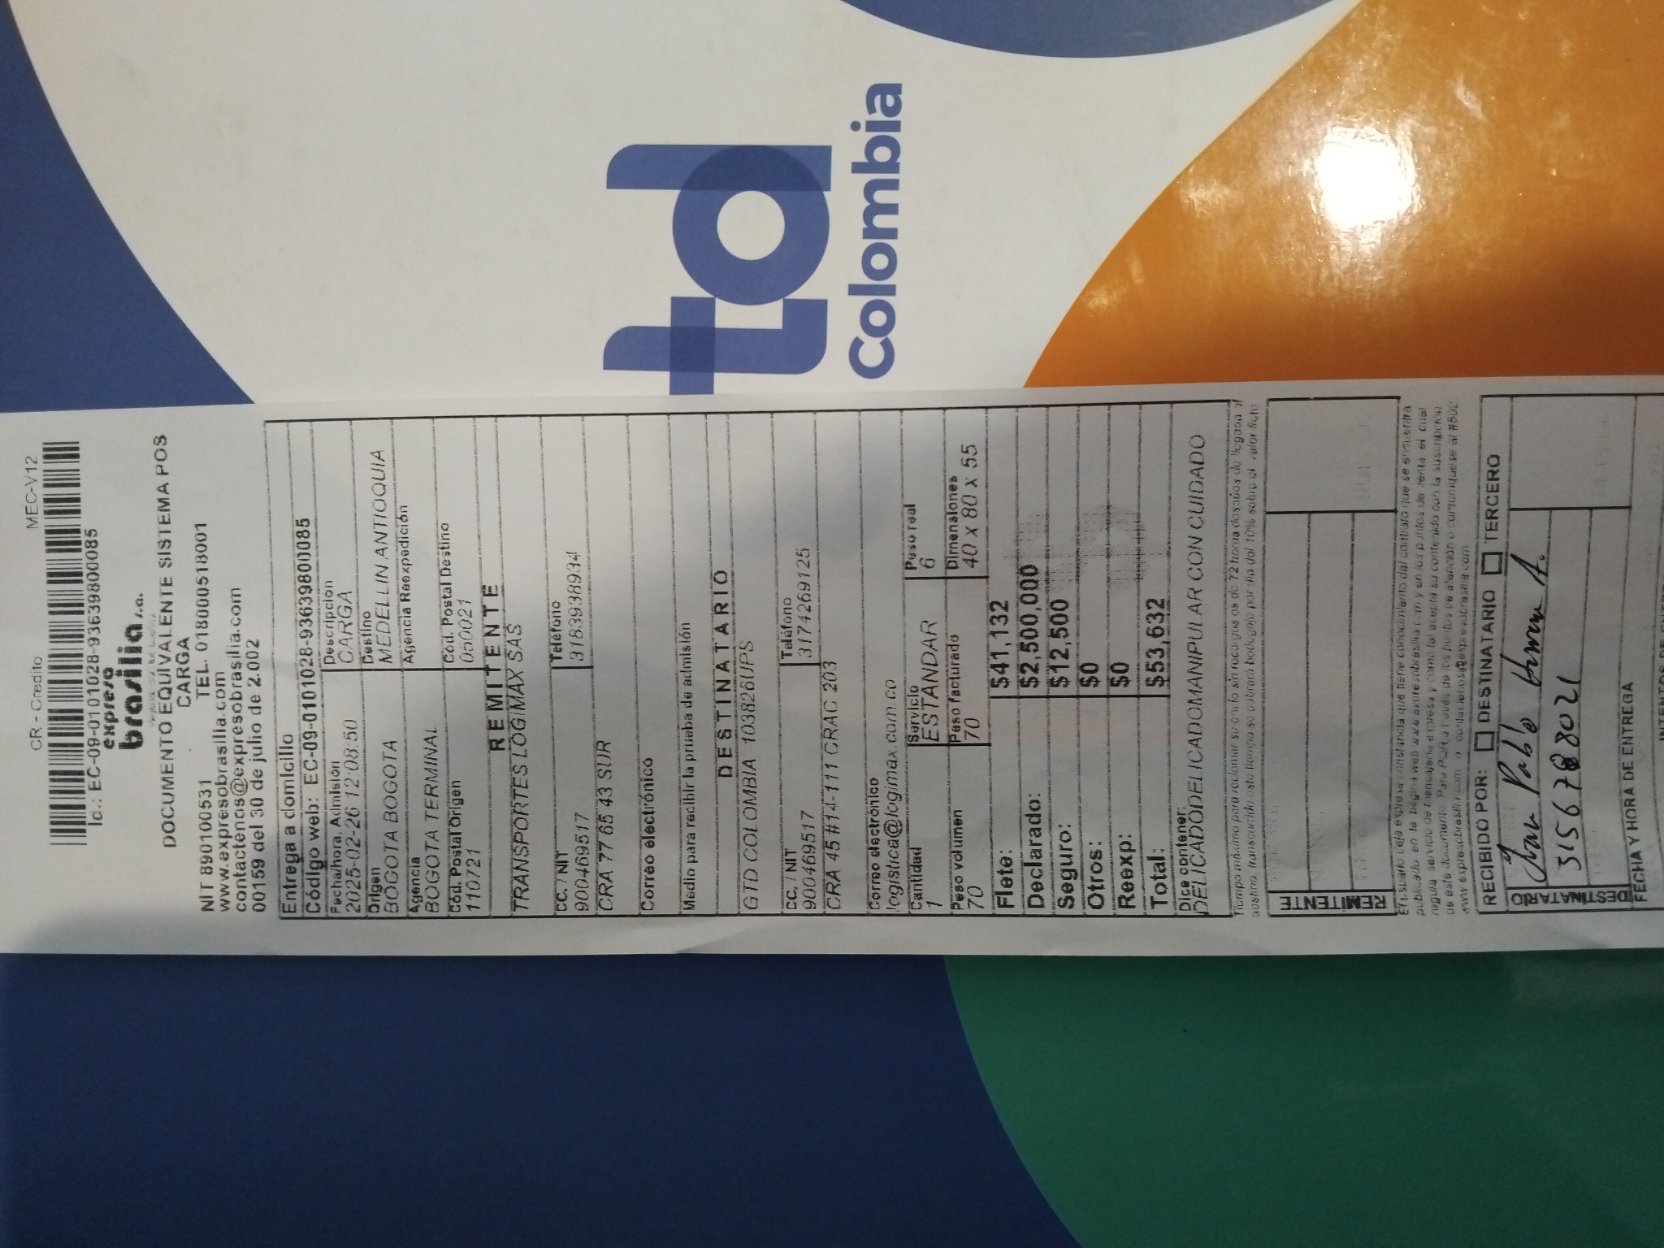 CR - Credito MEC-V12
Id.: EC-09-0101028-93639800085
expreso
brasilia s.a.
DOCUMENTO EQUIVALENTE SISTEMA POS
CARGA
NIT 890100531 TEL. 018000518001
www.expresobrasilia.com
contactenos@expresobrasilia.com
00159 del 30 de julio de 2.002
Entrega a domicilio
Código web: EC-09-0101028-93639800085
Fecha/hora, Admisión Descripción
2025-02-26 12:08:50 CARGA
Origen Destino
BOGOTA BOGOTA MEDELLIN ANTIOQUIA
Agencia Agencia Reexpedición
BOGOTA TERMINAL
Cód. Postal Origen Cód. Postal Destino
110721 050021
REMITENTE
TRANSPORTES LOGIMAX SAS
CC. / NIT Teléfono
900469517 3183938934
CRA 77 65 43 SUR
Correo electrónico
Medio para recibir la prueba de admisión
DESTINATARIO
GTD COLOMBIA 103826UPS
CC. / NIT Teléfono
900469517 3174269125
CRA 45 #14-111 CRAC 203
Correo electrónico
logistica@logimax.com.co
Cantidad Servicio Peso real
1 ESTANDAR 6
Peso volumen Peso facturado Dimensiones
70 70 40 x 80 x 55
Flete: $41,132
Declarado: $2,500,000
Seguro: $12,500
Otros: $0
Reexp: $0
Total: $53,632
Dice contener:
DELICADODELICADOMANIPULAR CON CUIDADO
REMITENTE
RECIBIDO POR: DESTINATARIO TERCERO
DESTINATARIO
Juan Pablo
3156788021
FECHA Y HORA DE ENTREGA
td
Colombia